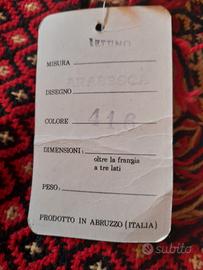 MISURA
DISEGNO
COLORE 416
DIMENSIONI:
oltre la frangia
a tre lati
PESO:
PRODOTTO IN ABRUZZO (ITALIA)
subito